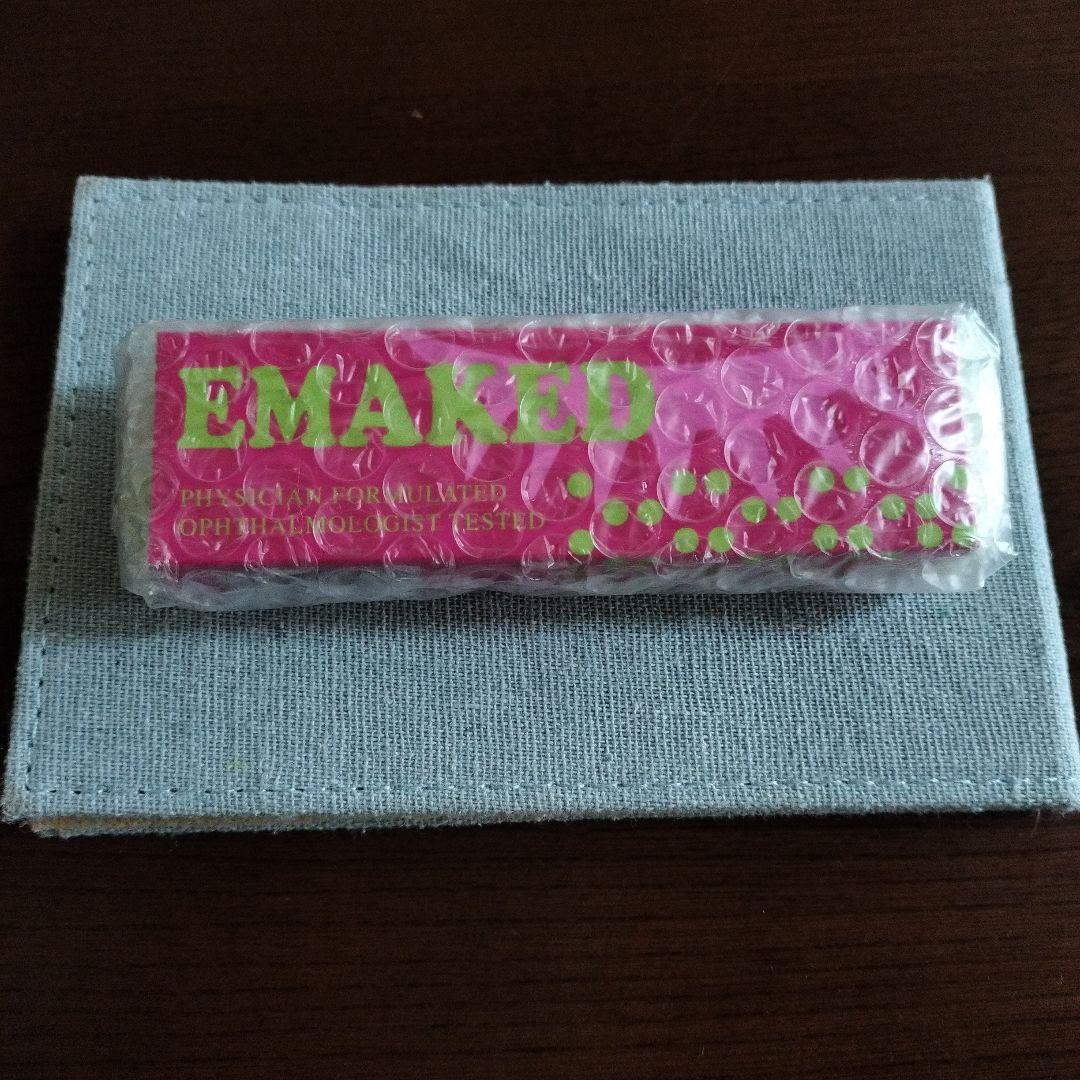 EMAKED
PHYSICIAN FORMULATED
OPHTHALMOLOGIST TESTED